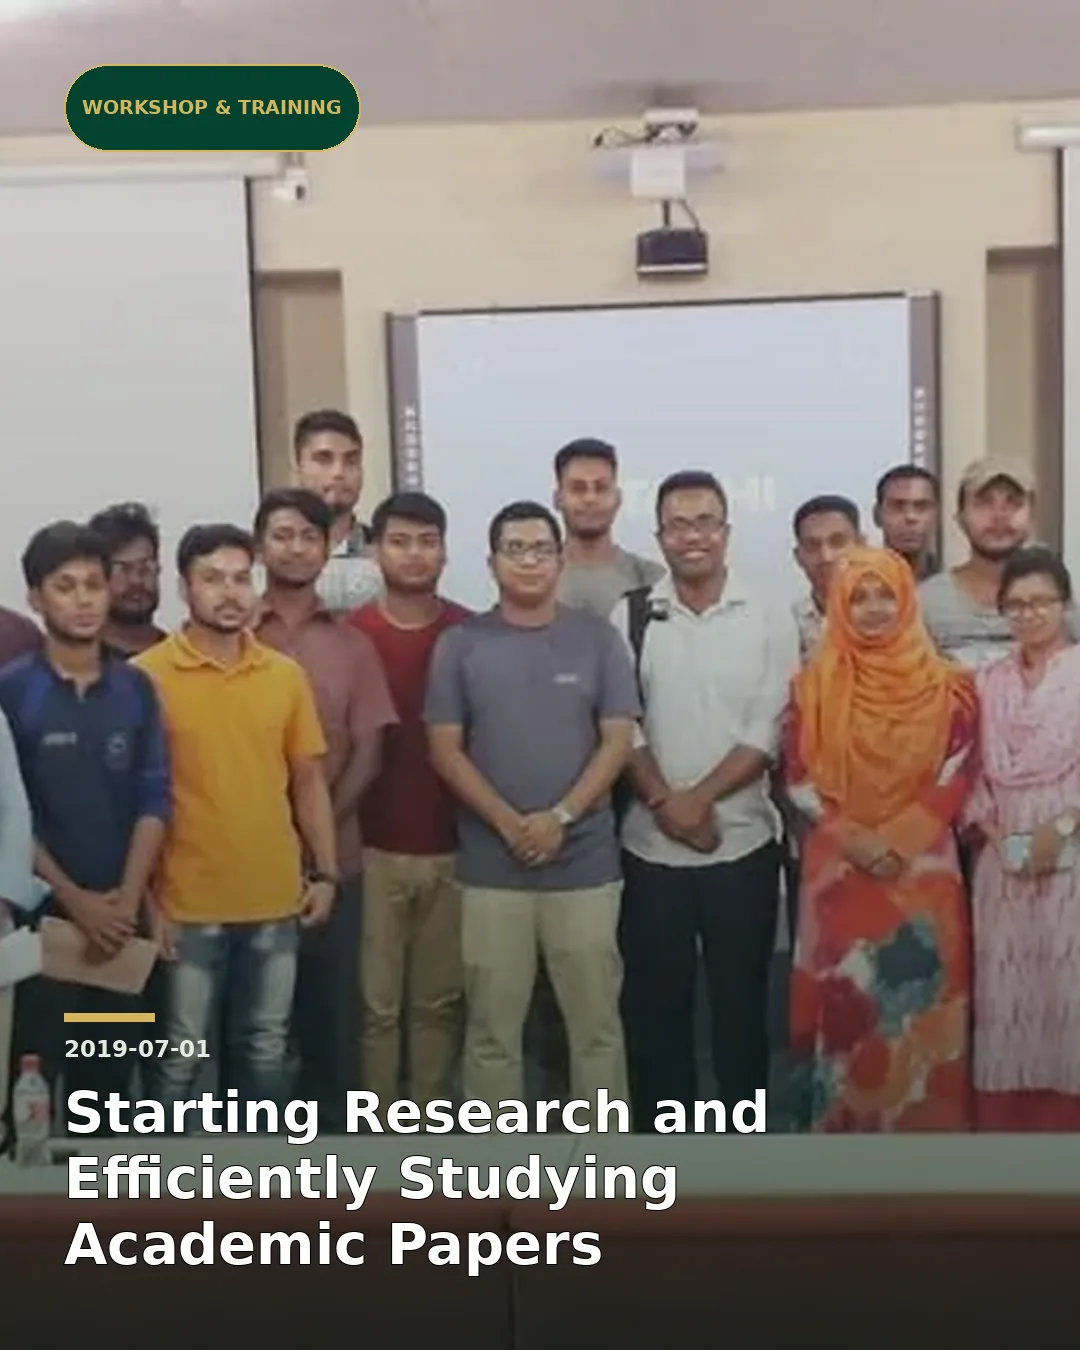 WORKSHOP & TRAINING
2019-07-01
Starting Research and
Efficiently Studying
Academic Papers